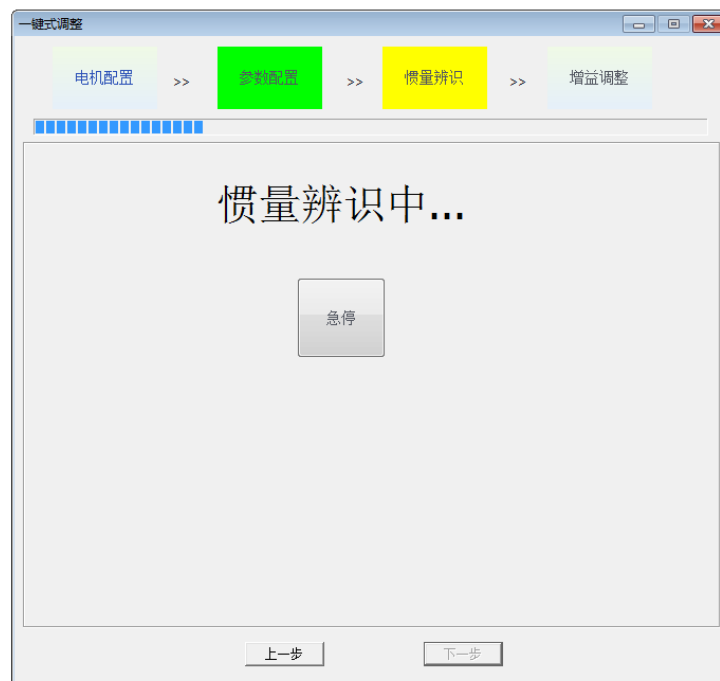 一键式调整
电机配置 >> 参数配置 >> 惯量辨识 >> 增益调整
惯量辨识中...
急停
上一步 下一步